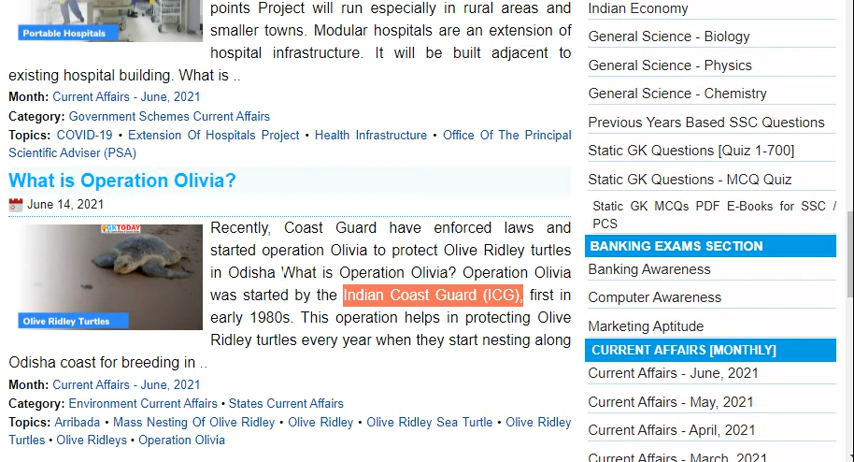 points Project will run especially in rural areas and
smaller towns. Modular hospitals are an extension of
hospital infrastructure. It will be built adjacent to
existing hospital building. What is ..
Portable Hospitals
Month: Current Affairs - June, 2021
Category: Government Schemes Current Affairs
Topics: COVID-19 • Extension Of Hospitals Project • Health Infrastructure • Office Of The Principal
Scientific Adviser (PSA)
What is Operation Olivia?
June 14, 2021
GKTODAY
Recently, Coast Guard have enforced laws and
started operation Olivia to protect Olive Ridley turtles
in Odisha What is Operation Olivia? Operation Olivia
was started by the Indian Coast Guard (ICG), first in
early 1980s. This operation helps in protecting Olive
Ridley turtles every year when they start nesting along
Odisha coast for breeding in ..
Olive Ridley Turtles
Month: Current Affairs - June, 2021
Category: Environment Current Affairs • States Current Affairs
Topics: Arribada • Mass Nesting Of Olive Ridley • Olive Ridley • Olive Ridley Sea Turtle • Olive Ridley
Turtles • Olive Ridleys • Operation Olivia
Indian Economy
General Science - Biology
General Science - Physics
General Science - Chemistry
Previous Years Based SSC Questions
Static GK Questions [Quiz 1-700]
Static GK Questions - MCQ Quiz
Static GK MCQs PDF E-Books for SSC /
PCS
BANKING EXAMS SECTION
Banking Awareness
Computer Awareness
Marketing Aptitude
CURRENT AFFAIRS [MONTHLY]
Current Affairs - June, 2021
Current Affairs - May, 2021
Current Affairs - April, 2021
Current Affairs - March, 2021